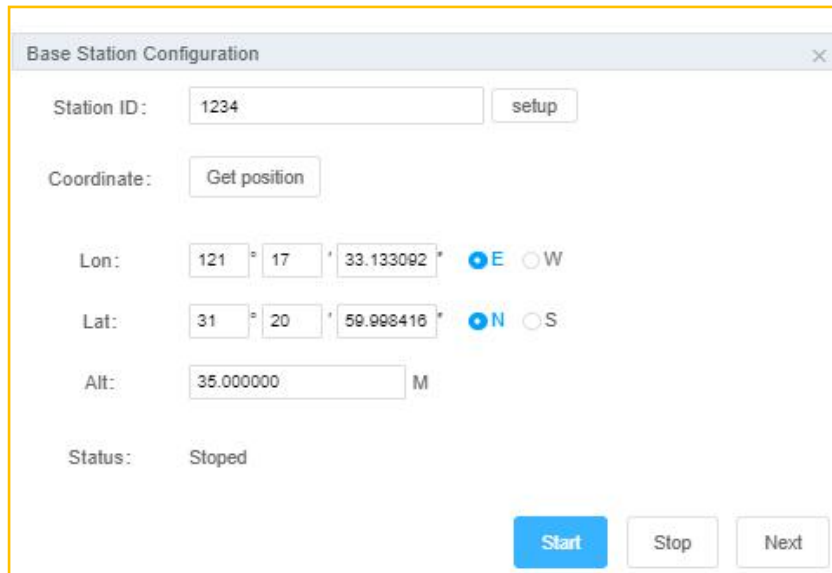 Base Station Configuration ×
Station ID: 1234 setup
Coordinate: Get position
Lon: 121 ° 17 ′ 33.133092 ″ E W
Lat: 31 ° 20 ′ 59.998416 ″ N S
Alt: 35.000000 M
Status: Stoped
Start Stop Next